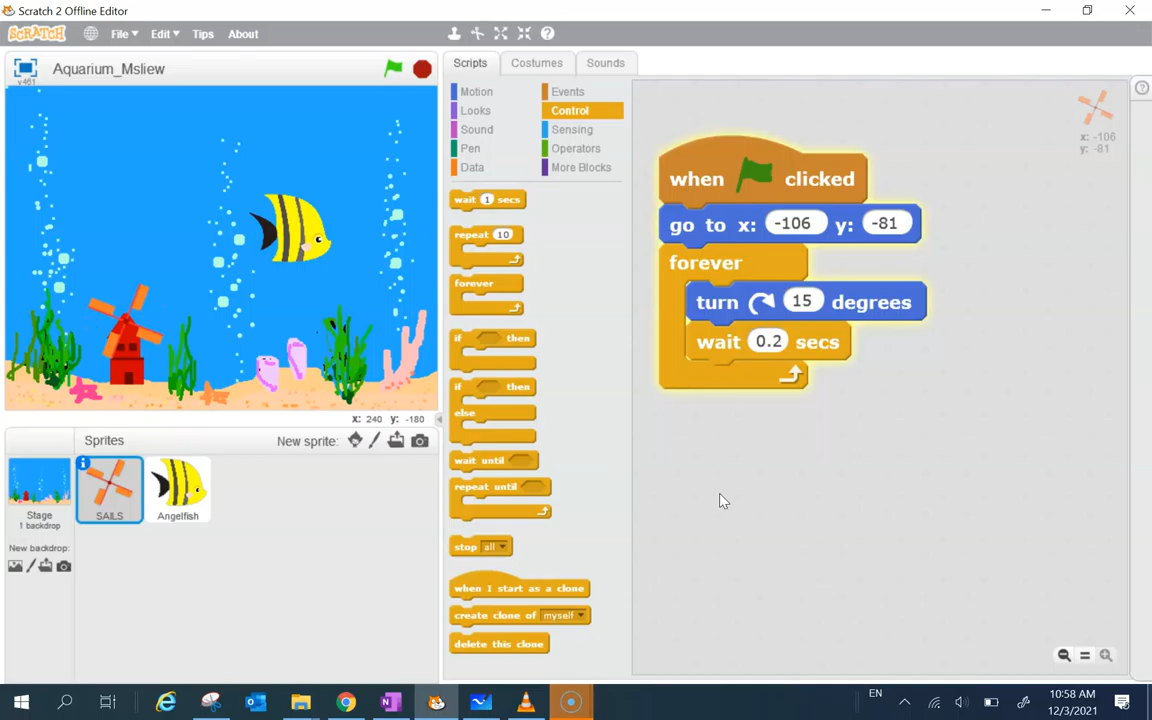 Scratch 2 Offline Editor
SCRATCH
File Edit Tips About
Aquarium_Msliew
v461
Scripts Costumes Sounds
Motion Events
Looks Control
Sound Sensing
Pen Operators
Data More Blocks
wait 1 secs
repeat 10
forever
if then
if then
else
wait until
repeat until
stop all
when I start as a clone
create clone of myself
delete this clone
when clicked
go to x: -106 y: -81
forever
turn 15 degrees
wait 0.2 secs
x: -106
y: -81
x: 240 y: -180
Sprites New sprite:
Stage
1 backdrop
New backdrop:
SAILS
Angelfish
EN
10:58 AM
12/3/2021